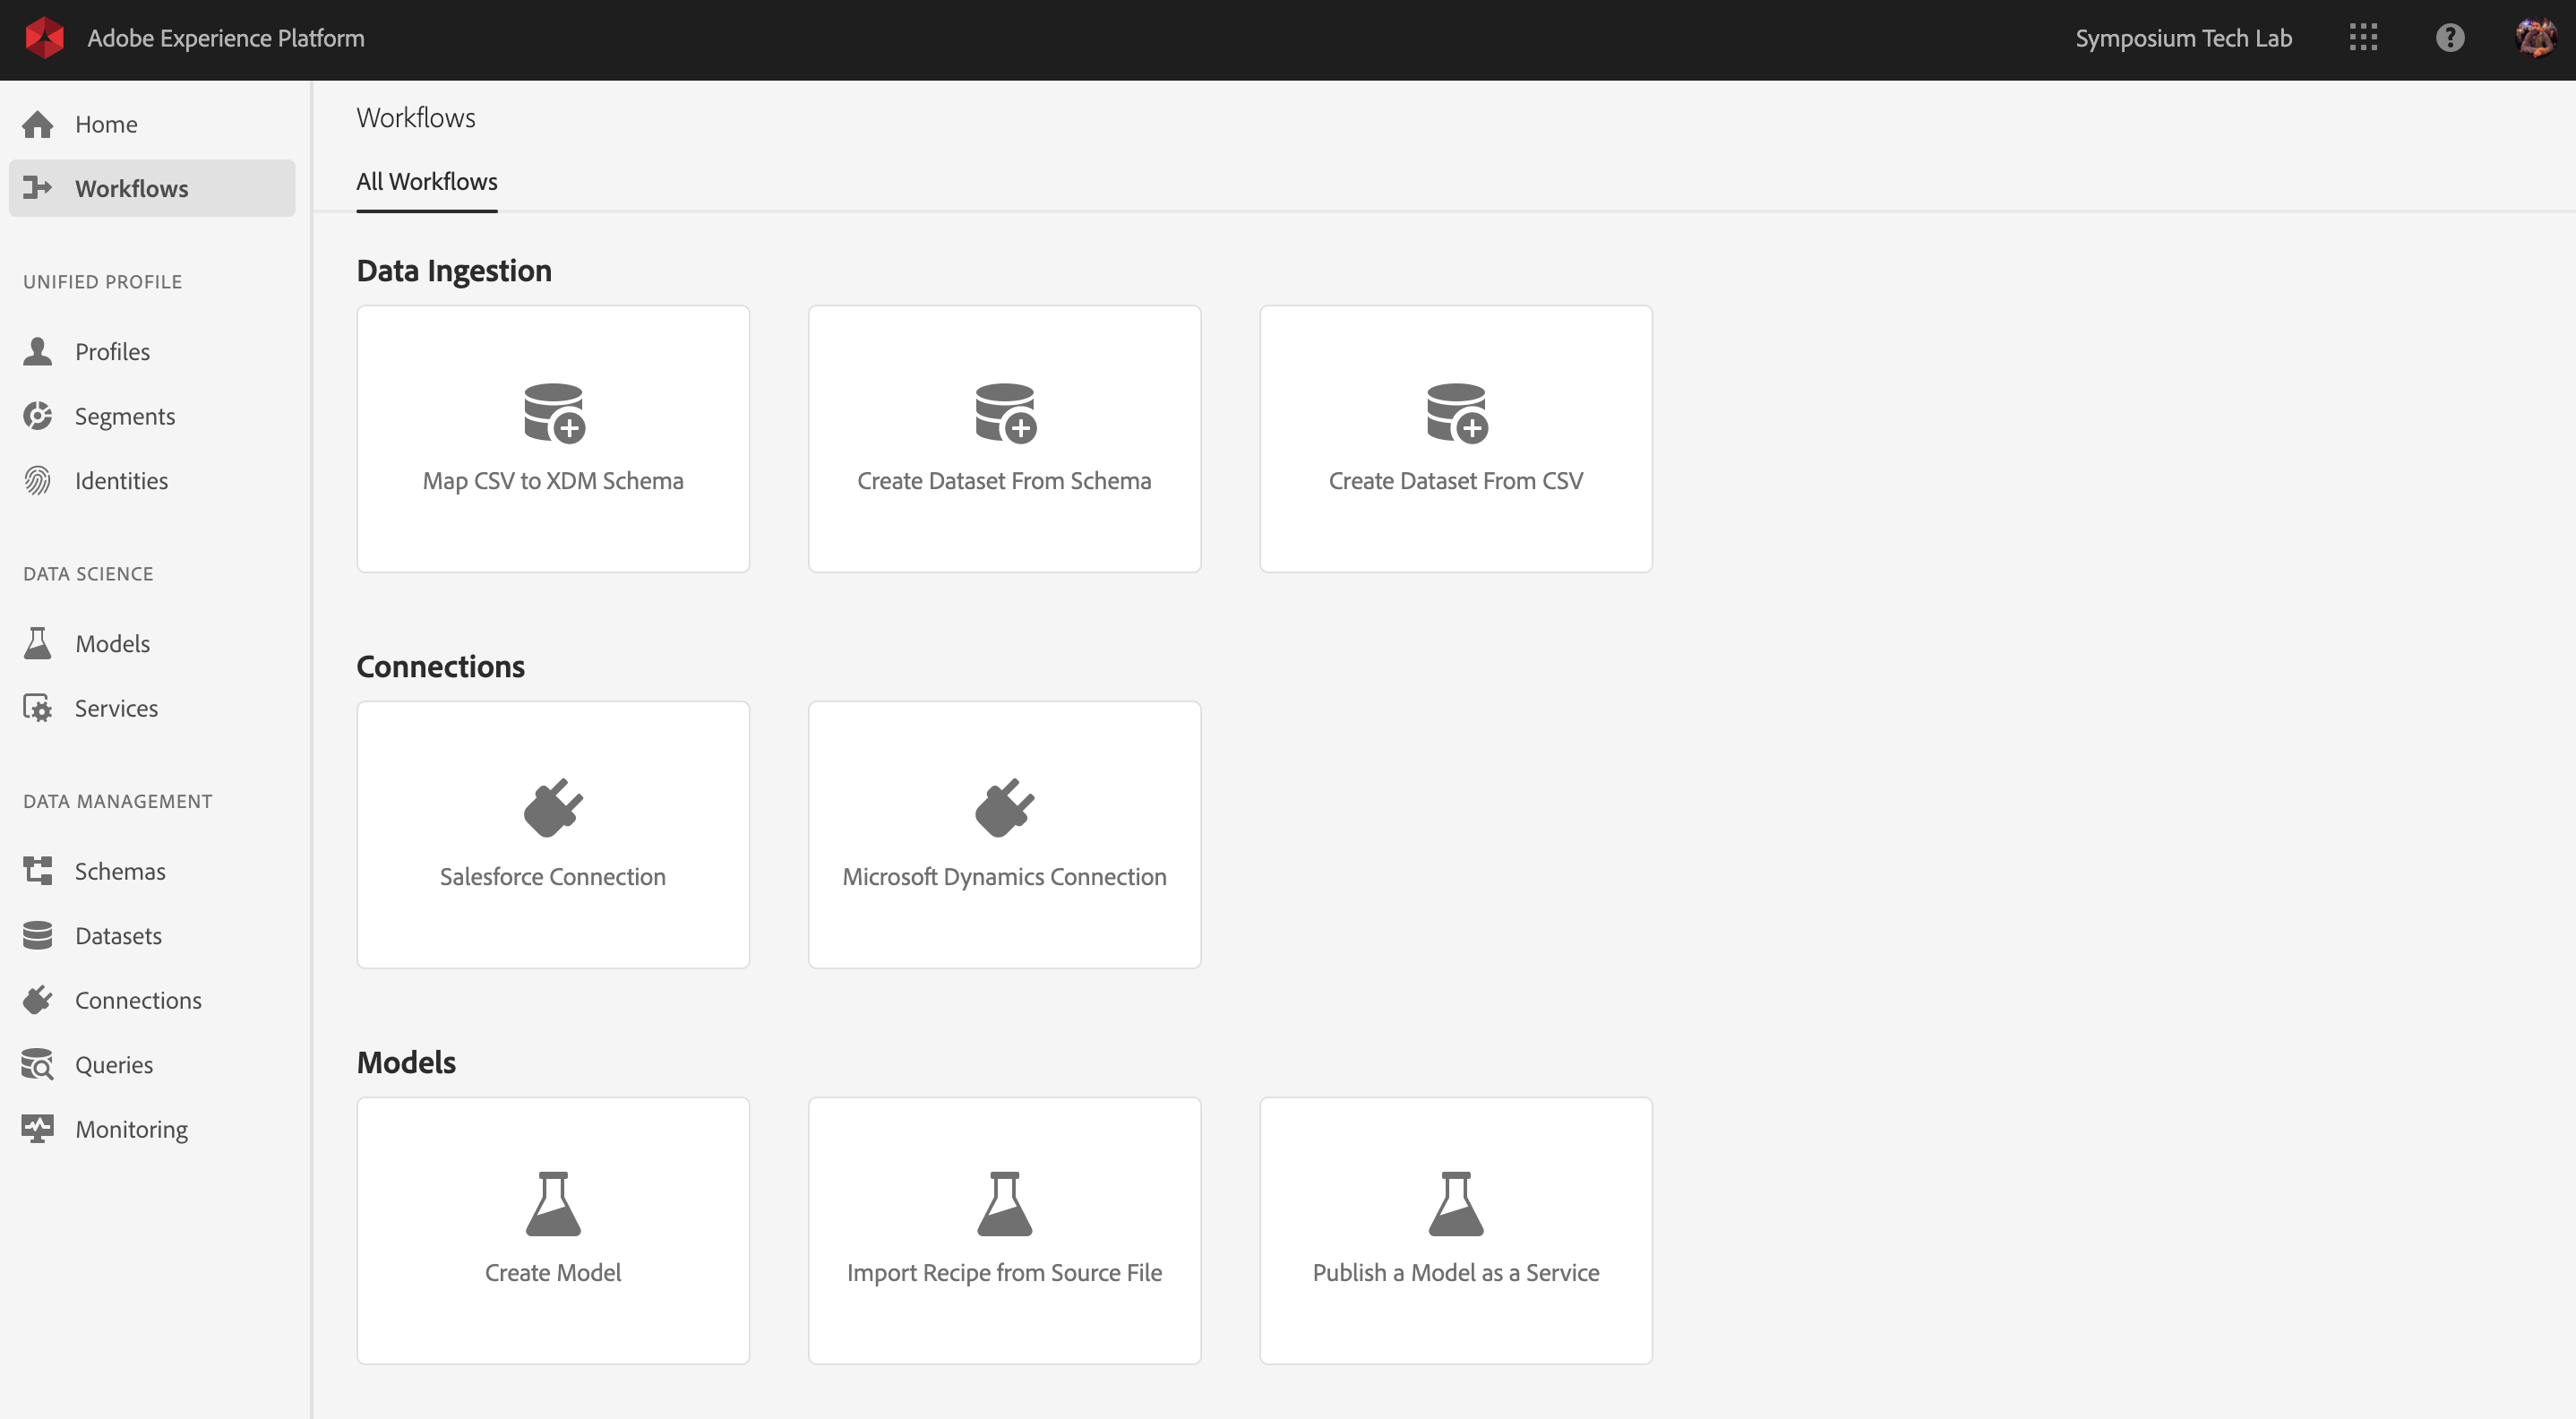 Adobe Experience Platform
Symposium Tech Lab
?
Home
Workflows
UNIFIED PROFILE
Profiles
Segments
Identities
DATA SCIENCE
Models
Services
DATA MANAGEMENT
Schemas
Datasets
Connections
Queries
Monitoring
Workflows
All Workflows
Data Ingestion
Map CSV to XDM Schema
Create Dataset From Schema
Create Dataset From CSV
Connections
Salesforce Connection
Microsoft Dynamics Connection
Models
Create Model
Import Recipe from Source File
Publish a Model as a Service